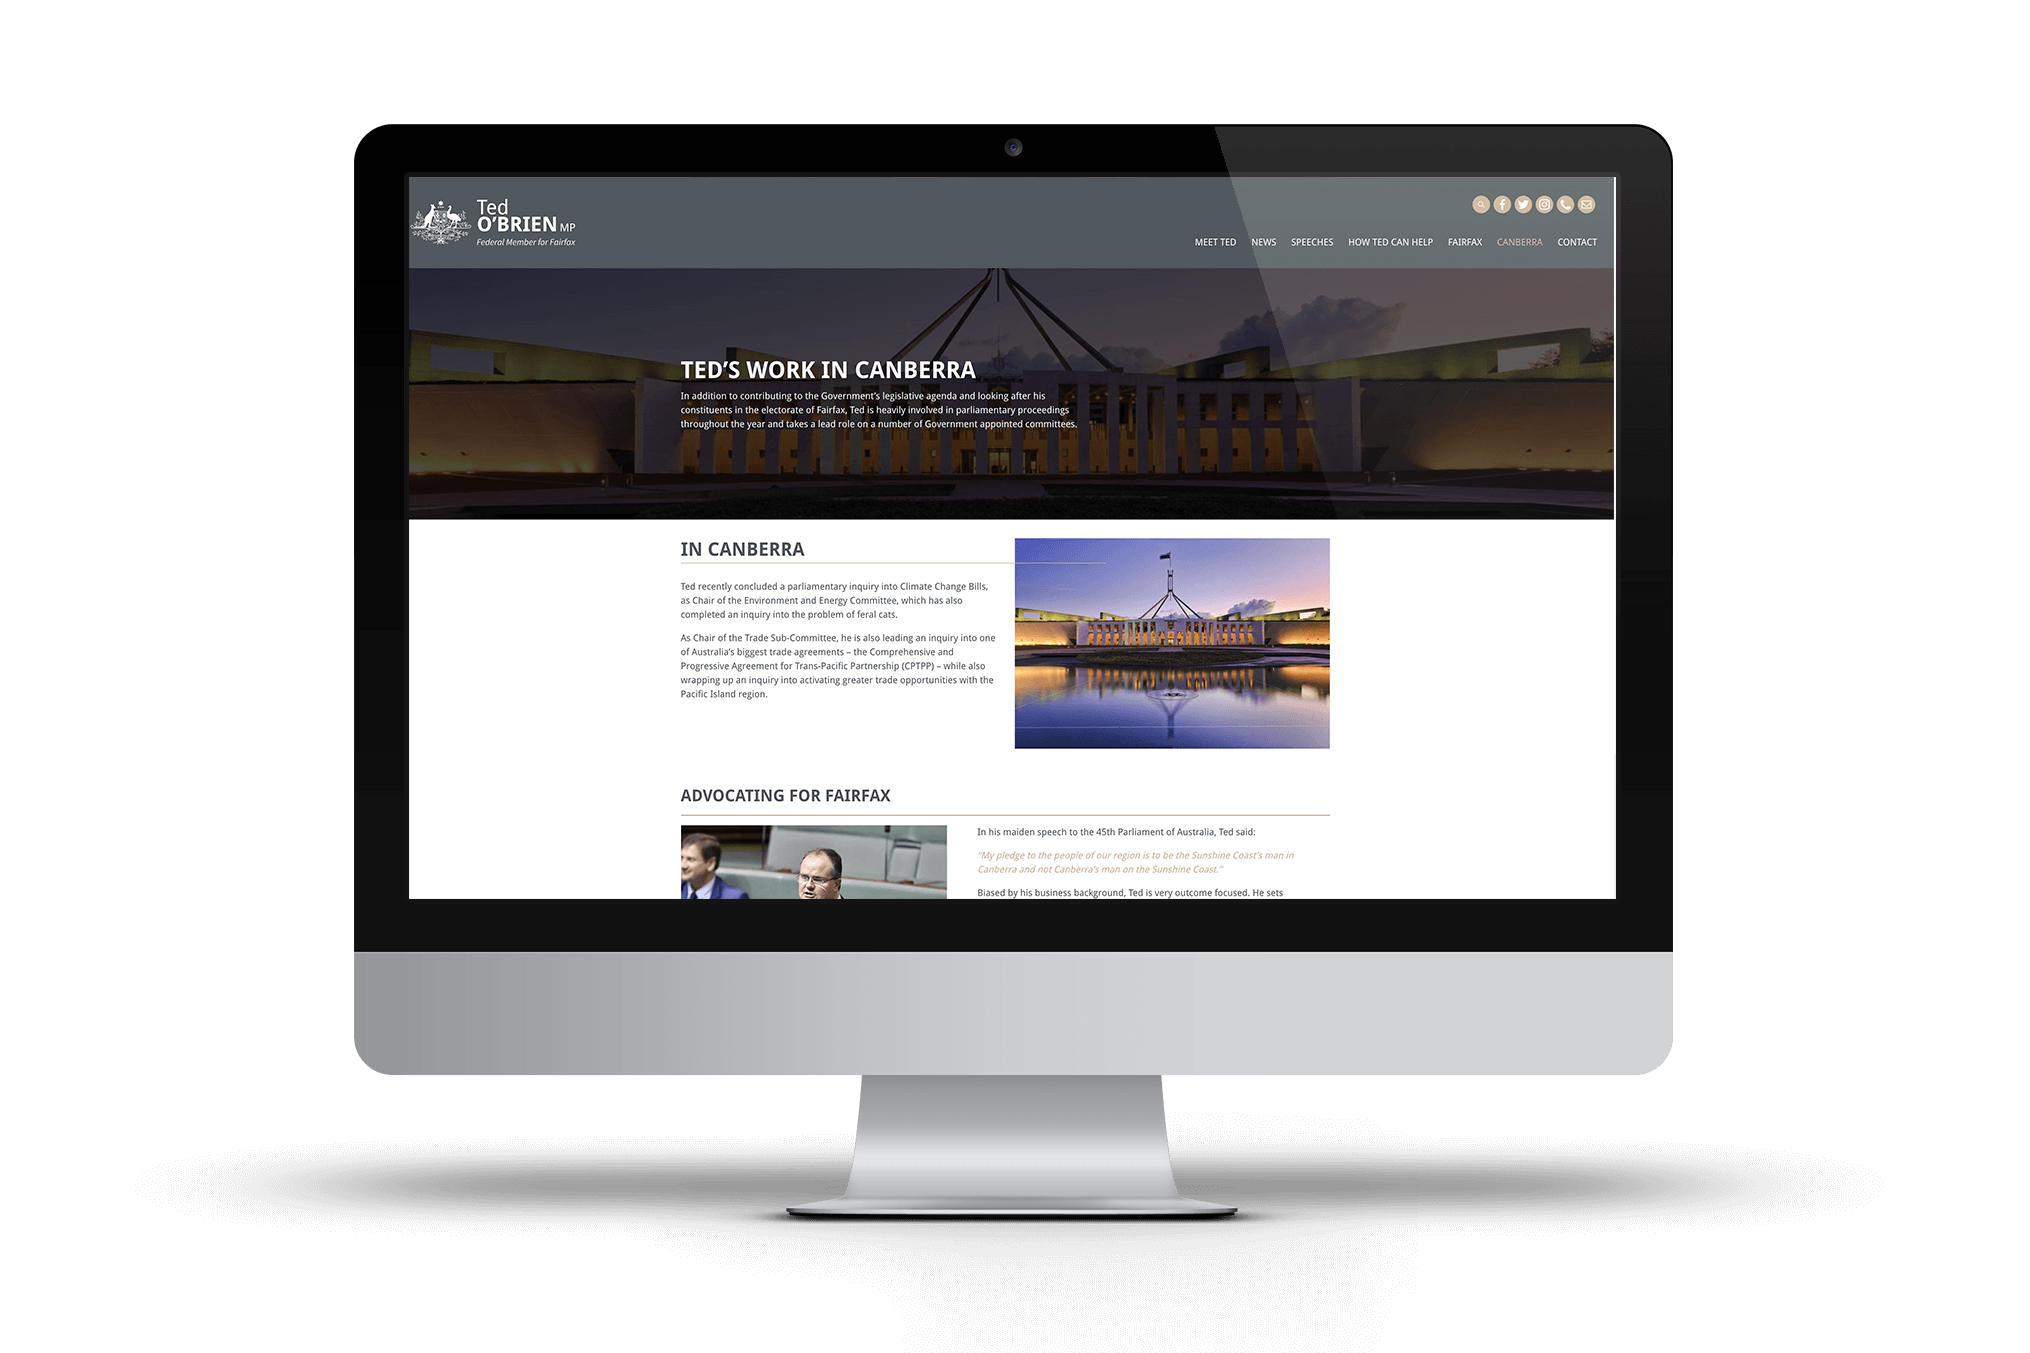 Ted
O'BRIEN MP
Federal Member for Fairfax
MEET TED NEWS SPEECHES HOW TED CAN HELP FAIRFAX CANBERRA CONTACT
TED'S WORK IN CANBERRA
In addition to contributing to the Government's legislative agenda and looking after his
constituents in the electorate of Fairfax, Ted is heavily involved in parliamentary proceedings
throughout the year and takes a lead role on a number of Government appointed committees.
IN CANBERRA
Ted recently concluded a parliamentary inquiry into Climate Change Bills,
as Chair of the Environment and Energy Committee, which has also
completed an inquiry into the problem of feral cats.
As Chair of the Trade Sub-Committee, he is also leading an inquiry into one
of Australia's biggest trade agreements – the Comprehensive and
Progressive Agreement for Trans-Pacific Partnership (CPTPP) – while also
wrapping up an inquiry into activating greater trade opportunities with the
Pacific Island region.
ADVOCATING FOR FAIRFAX
In his maiden speech to the 45th Parliament of Australia, Ted said:
"My pledge to the people of our region is to be the Sunshine Coast's man in
Canberra and not Canberra's man on the Sunshine Coast."
Biased by his business background, Ted is very outcome focused. He sets